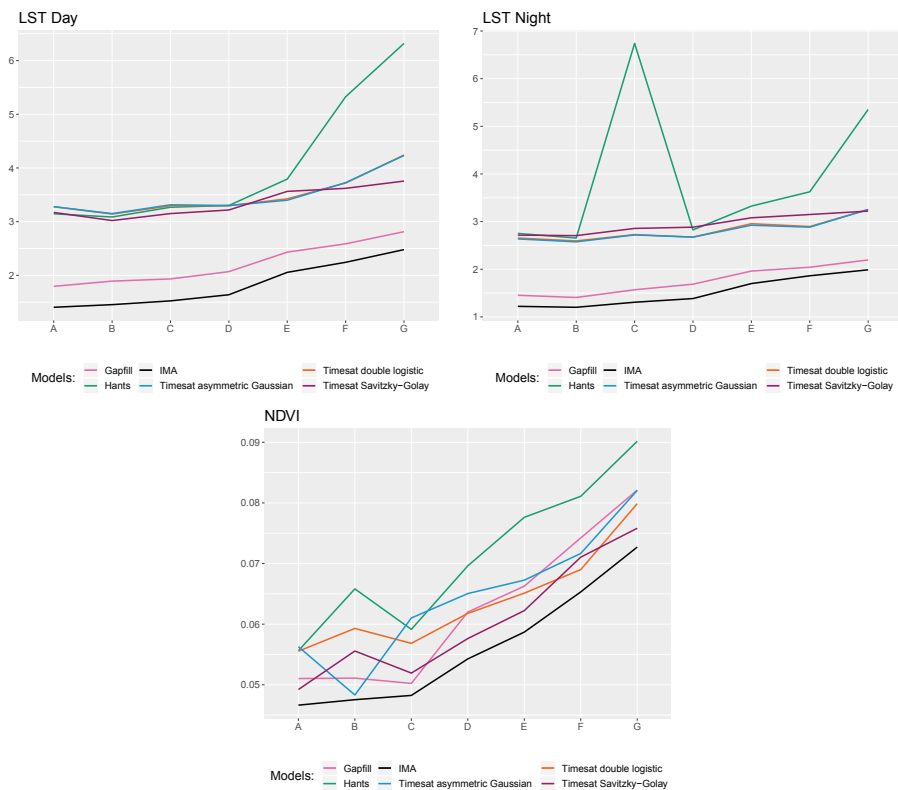 LST Day
6
5
4
3
2
A B C D E F G
Models: Gapfill IMA Timesat double logistic
Hants Timesat asymmetric Gaussian Timesat Savitzky−Golay
LST Night
7
6
5
4
3
2
1
A B C D E F G
Models: Gapfill IMA Timesat double logistic
Hants Timesat asymmetric Gaussian Timesat Savitzky−Golay
NDVI
0.09
0.08
0.07
0.06
0.05
A B C D E F G
Models: Gapfill IMA Timesat double logistic
Hants Timesat asymmetric Gaussian Timesat Savitzky−Golay